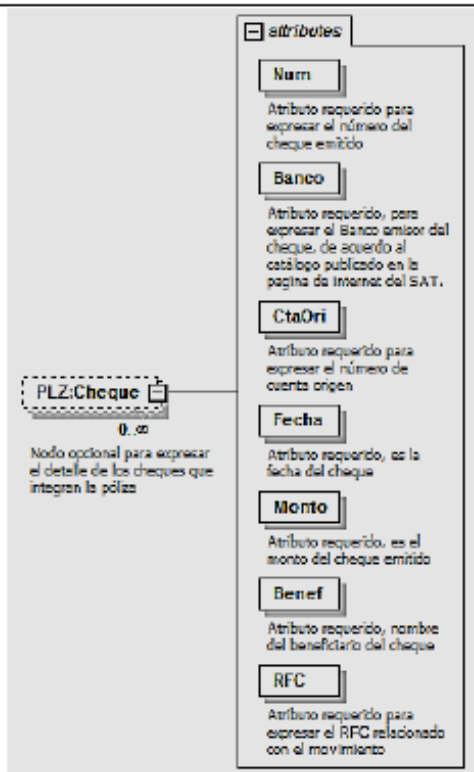 attributes
Num
Atributo requerido para
expresar el número del
cheque emitido
Banco
Atributo requerido, para
expresar el Banco emisor del
cheque, de acuerdo al
catálogo publicado en la
pagina de internet del SAT.
CtaOri
Atributo requerido para
expresar el número de
cuenta origen
PLZ:Cheque
0..∞
Nodo opcional para expresar
el detalle de los cheques que
integran la póliza
Fecha
Atributo requerido, es la
fecha del cheque
Monto
Atributo requerido, es el
monto del cheque emitido
Benef
Atributo requerido, nombre
del beneficiario del cheque
RFC
Atributo requerido para
expresar el RFC relacionado
con el movimiento